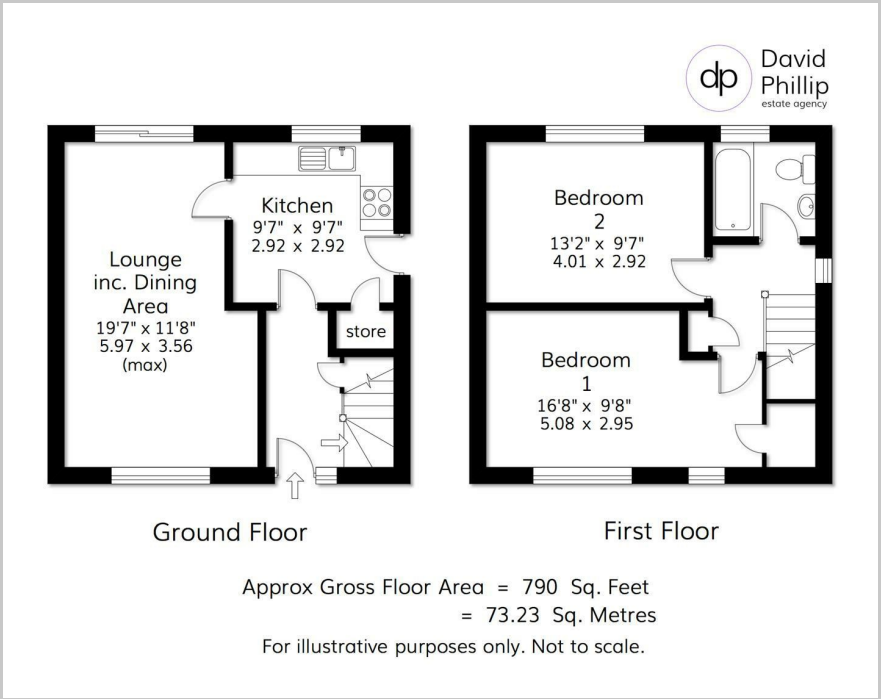 dp
David
Phillip
estate agency
Lounge
inc. Dining
Area
19'7" x 11'8"
5.97 x 3.56
(max)
Kitchen
9'7" x 9'7"
2.92 x 2.92
store
Bedroom
2
13'2" x 9'7"
4.01 x 2.92
Bedroom
1
16'8" x 9'8"
5.08 x 2.95
Ground Floor
First Floor
Approx Gross Floor Area = 790 Sq. Feet
= 73.23 Sq. Metres
For illustrative purposes only. Not to scale.